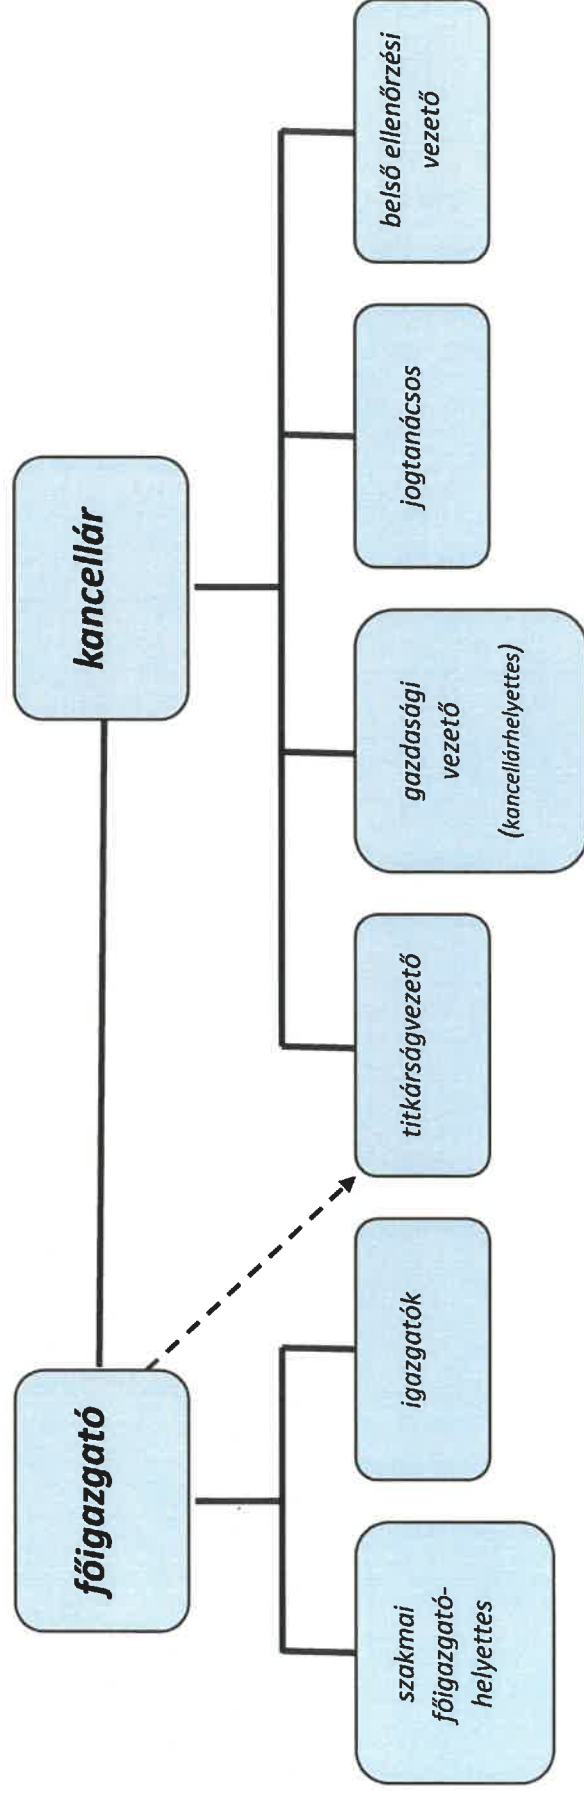 főigazgató
kancellár
szakmai
főigazgató-
helyettes
igazgatók
titkárságvezető
gazdasági
vezető
(kancellárhelyettes)
jogtanácsos
belső ellenőrzési
vezető